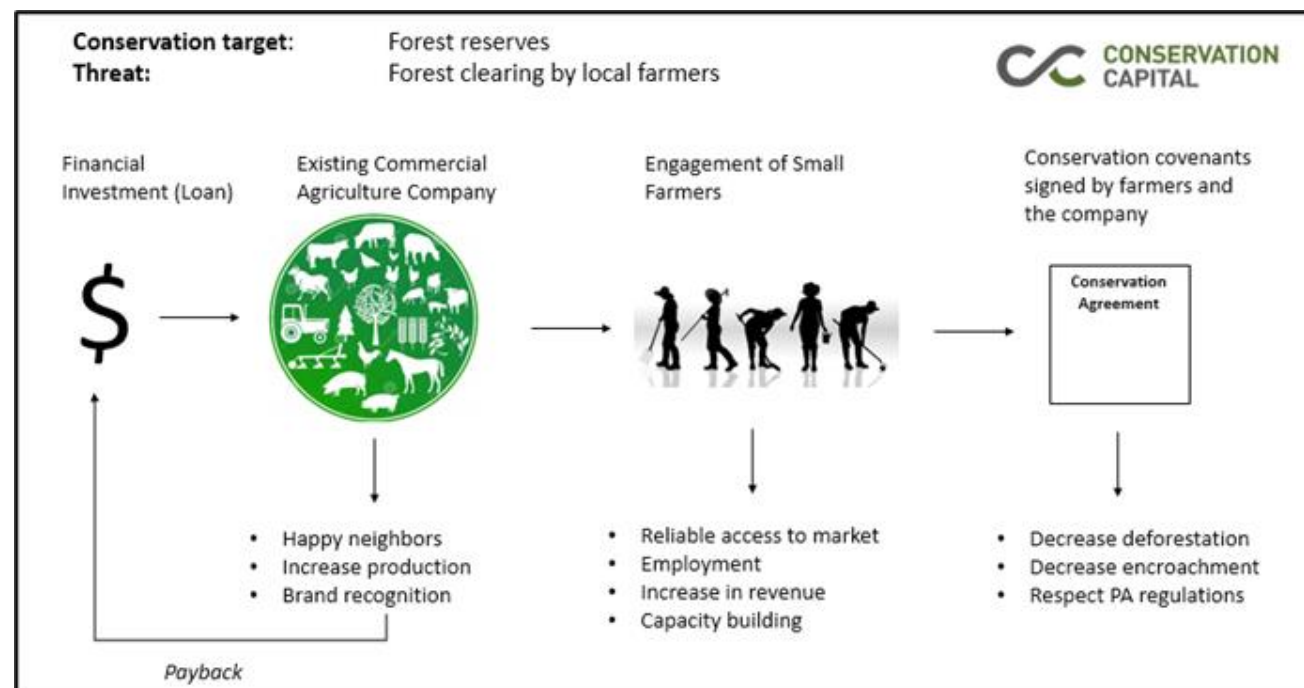 Conservation target: Forest reserves
Threat: Forest clearing by local farmers
CONSERVATION
CAPITAL
Financial
Investment (Loan)
Existing Commercial
Agriculture Company
Engagement of Small
Farmers
Conservation covenants
signed by farmers and
the company
$
Conservation
Agreement
• Happy neighbors
• Increase production
• Brand recognition
• Reliable access to market
• Employment
• Increase in revenue
• Capacity building
• Decrease deforestation
• Decrease encroachment
• Respect PA regulations
Payback